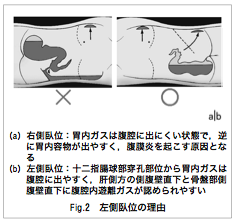 a|b
(a) 右側臥位：胃内ガスは腹腔に出にくい状態で，逆
に胃内容物が出やすく，腹膜炎を起こす原因とな
る
(b) 左側臥位：十二指腸球部穿孔部位から胃内ガスは
腹腔に出やすく，肝側方の側腹壁直下と骨盤部側
腹壁直下に腹腔内遊離ガスが認められやすい
Fig.2　左側臥位の理由